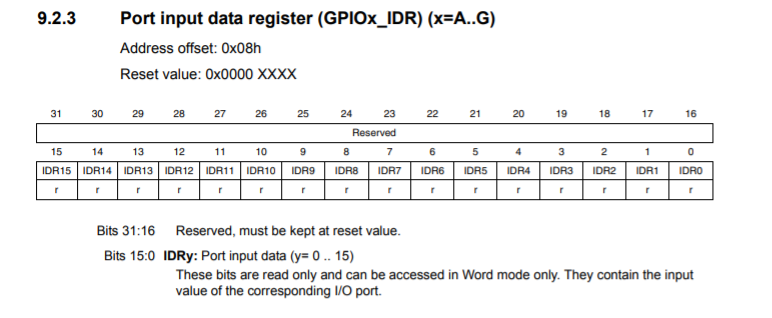 9.2.3 Port input data register (GPIOx_IDR) (x=A..G)
Address offset: 0x08h
Reset value: 0x0000 XXXX
31 30 29 28 27 26 25 24 23 22 21 20 19 18 17 16
Reserved
15 14 13 12 11 10 9 8 7 6 5 4 3 2 1 0
IDR15 IDR14 IDR13 IDR12 IDR11 IDR10 IDR9 IDR8 IDR7 IDR6 IDR5 IDR4 IDR3 IDR2 IDR1 IDR0
r r r r r r r r r r r r r r r r
Bits 31:16 Reserved, must be kept at reset value.
Bits 15:0 IDRy: Port input data (y= 0 .. 15)
These bits are read only and can be accessed in Word mode only. They contain the input
value of the corresponding I/O port.